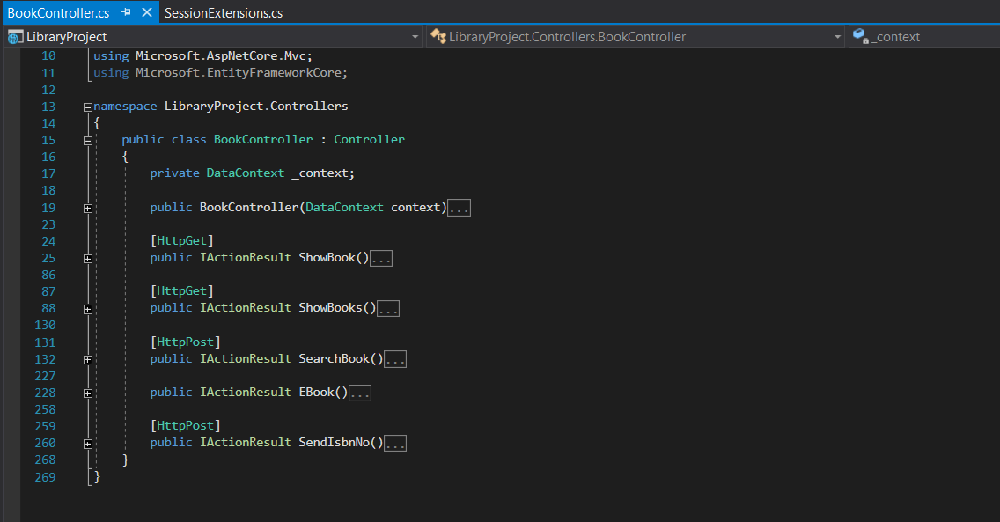 BookController.cs SessionExtensions.cs
LibraryProject LibraryProject.Controllers.BookController _context
10 using Microsoft.AspNetCore.Mvc;
11 using Microsoft.EntityFrameworkCore;
12
13 namespace LibraryProject.Controllers
14 {
15 public class BookController : Controller
16 {
17 private DataContext _context;
18
19 public BookController(DataContext context)...
23
24 [HttpGet]
25 public IActionResult ShowBook()...
86
87 [HttpGet]
88 public IActionResult ShowBooks()...
130
131 [HttpPost]
132 public IActionResult SearchBook()...
227
228 public IActionResult EBook()...
258
259 [HttpPost]
260 public IActionResult SendIsbnNo()...
268 }
269 }